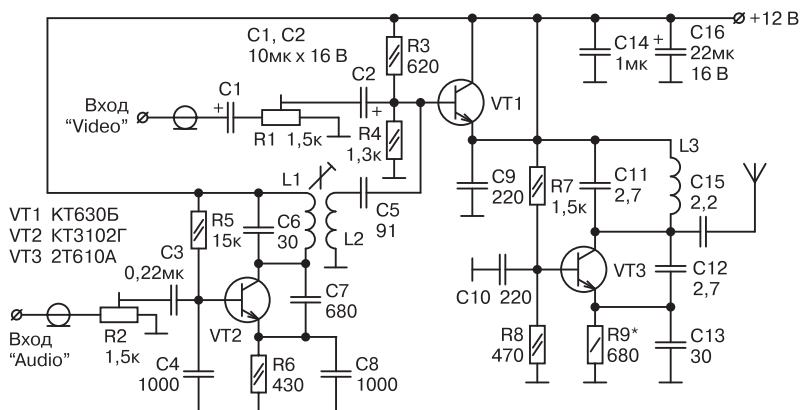 +12 В
C1, C2
10мк x 16 В
R3
620
C14
1мк
+
C16
22мк
16 В
Вход
“Video”
C1
+
R1 1,5к
C2
+
R4
1,3к
VT1
L1
L2
C5
91
C9
220
R7
1,5к
C11
2,7
L3
C15
2,2
VT1 КТ630Б
VT2 КТ3102Г
VT3 2Т610А
R5
15к
C6
30
C3
0,22мк
C7
680
VT2
C10 220
VT3
C12
2,7
Вход
“Audio”
R2
1,5к
C4
1000
R6
430
C8
1000
R8
470
R9*
680
C13
30